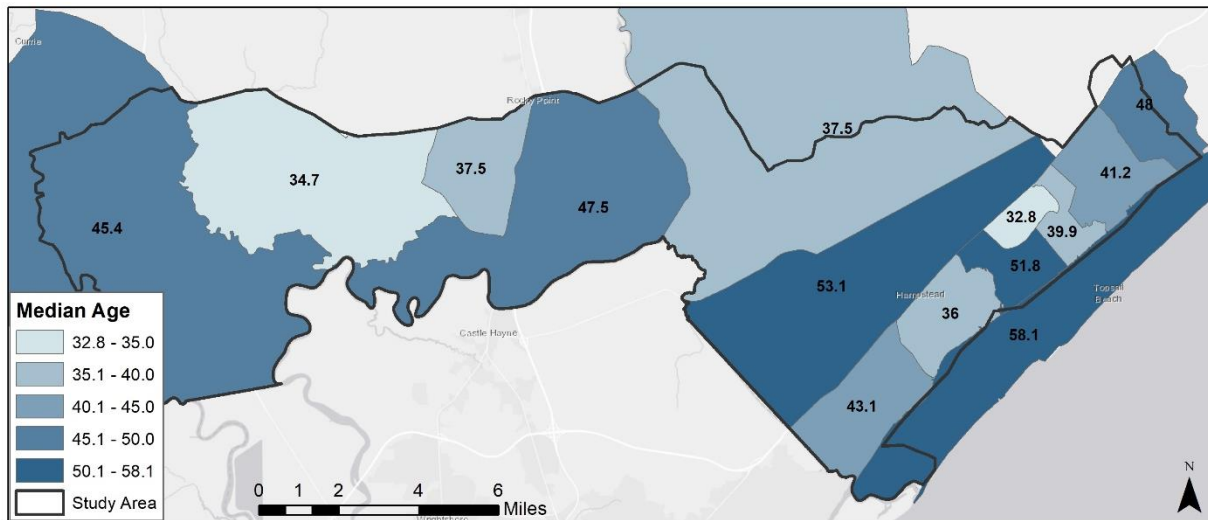 Currie
Rocky Point
48
37.5
37.5
41.2
34.7
47.5
32.8
39.9
45.4
51.8
53.1
Hampstead
Topsail
Beach
36
58.1
Castle Hayne
43.1
Median Age
32.8 - 35.0
35.1 - 40.0
40.1 - 45.0
45.1 - 50.0
50.1 - 58.1
Study Area
0 1 2 4 6
Miles
N